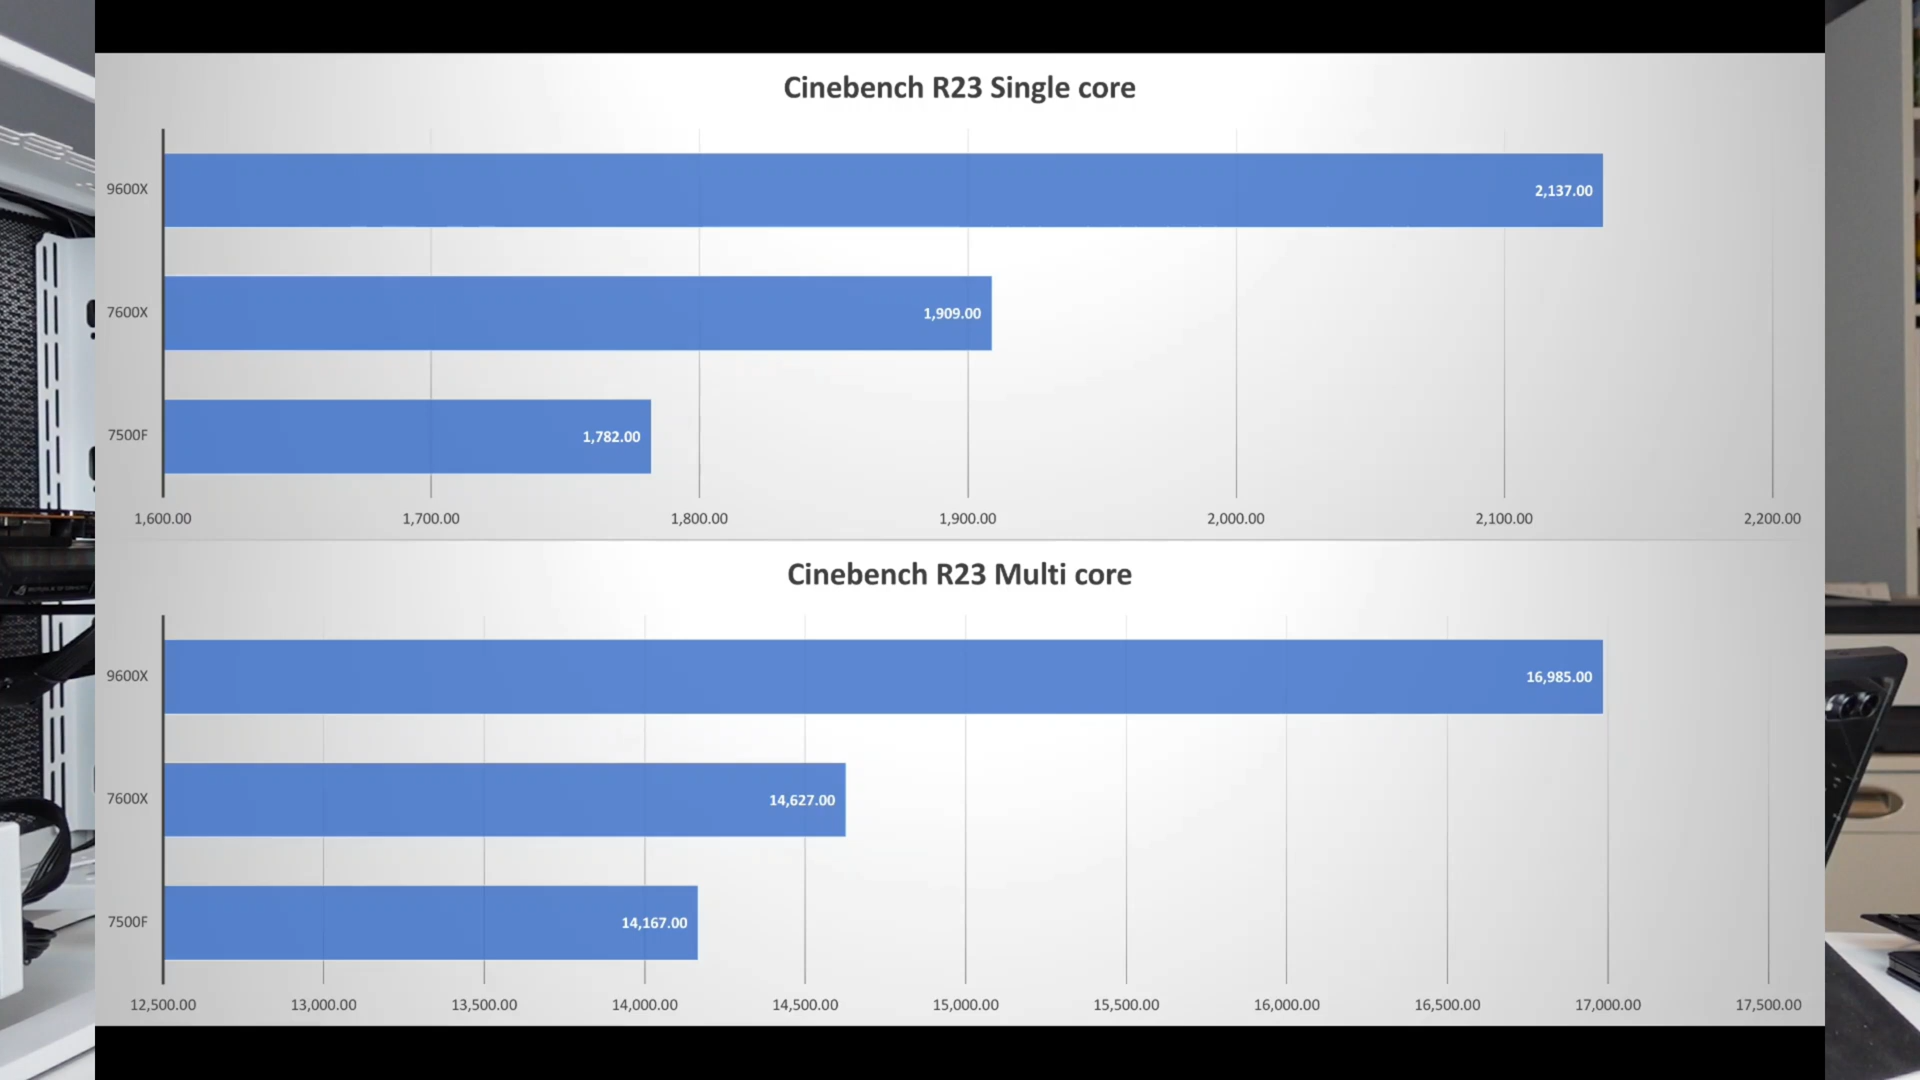 Cinebench R23 Single core
9600X
2,137.00
7600X
1,909.00
7500F
1,782.00
1,600.00 1,700.00 1,800.00 1,900.00 2,000.00 2,100.00 2,200.00
Cinebench R23 Multi core
9600X
16,985.00
7600X
14,627.00
7500F
14,167.00
12,500.00 13,000.00 13,500.00 14,000.00 14,500.00 15,000.00 15,500.00 16,000.00 16,500.00 17,000.00 17,500.00